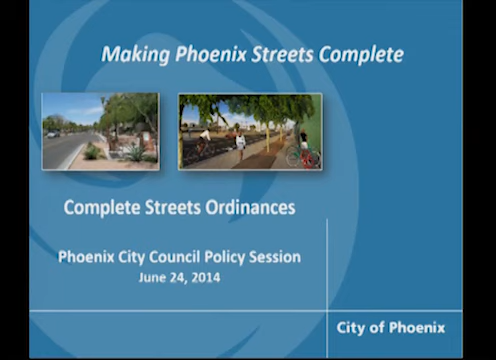 Making Phoenix Streets Complete
Complete Streets Ordinances
Phoenix City Council Policy Session
June 24, 2014
City of Phoenix